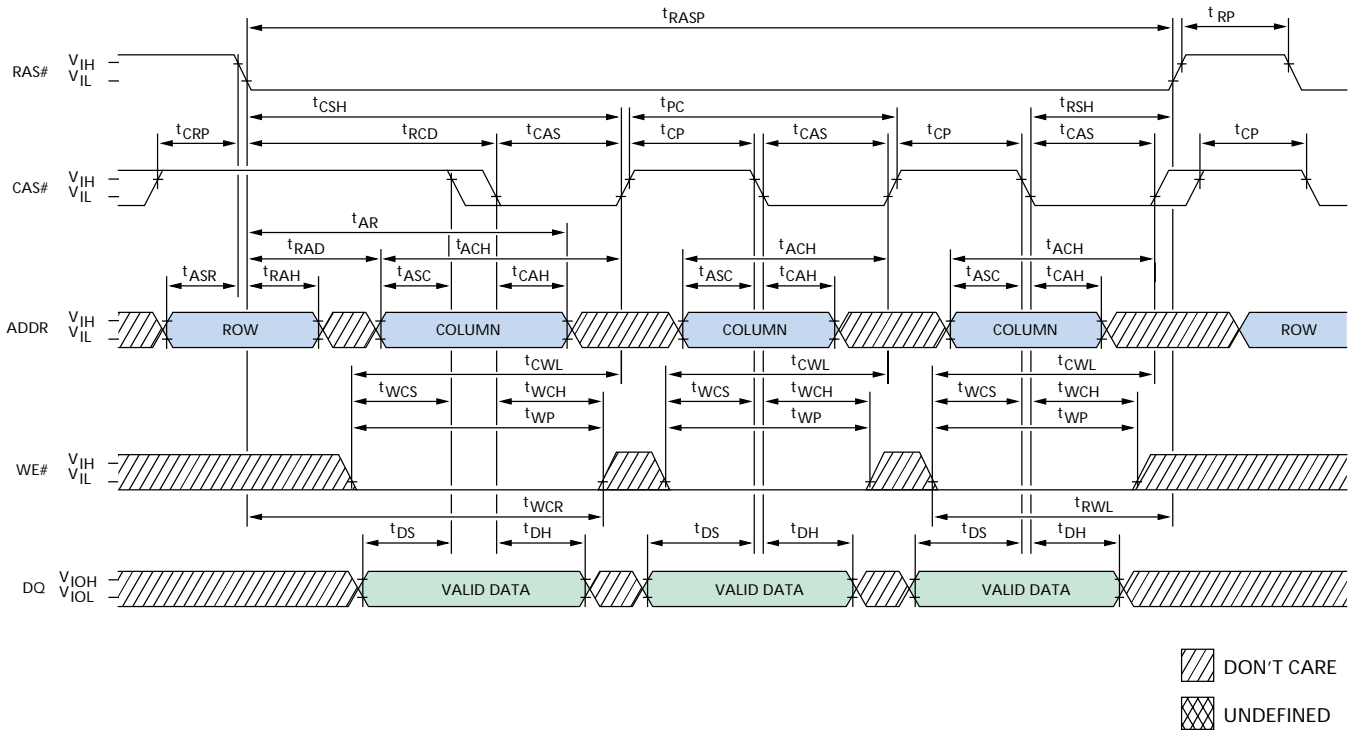 tRASP tRP
RAS# VIH
VIL
tCSH tPC tRSH
tCRP tRCD tCAS tCP tCAS tCP tCAS tCP
CAS# VIH
VIL
tAR
tRAD tACH tACH tACH
tASR tRAH tASC tCAH tASC tCAH tASC tCAH
ADDR VIH
VIL
ROW COLUMN COLUMN COLUMN ROW
tCWL tCWL tCWL
tWCS tWCH tWCS tWCH tWCS tWCH
tWP tWP tWP
WE# VIH
VIL
tWCR tRWL
tDS tDH tDS tDH tDS tDH
DQ VIOH
VIOL
VALID DATA VALID DATA VALID DATA
DON'T CARE
UNDEFINED